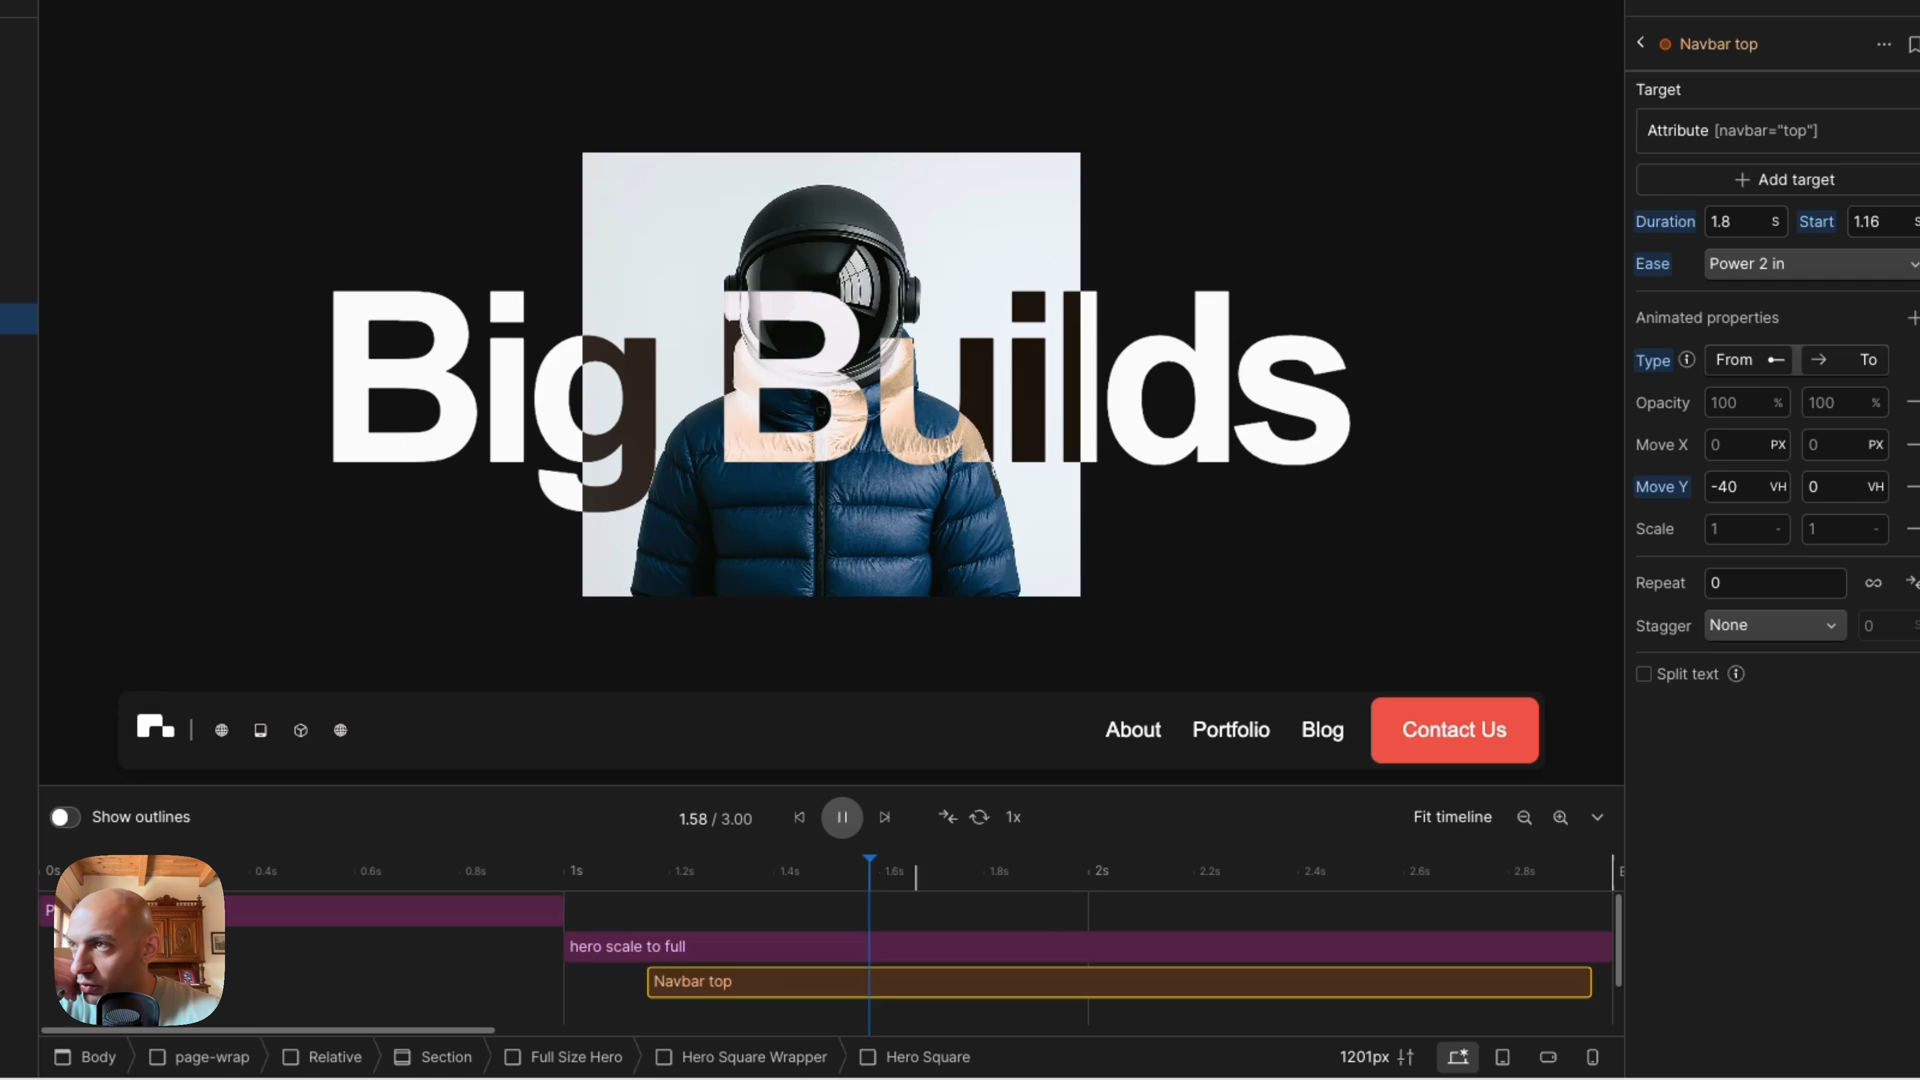 Navbar top
Target
Attribute [navbar="top"]
Add target
Duration 1.8 S Start 1.16
Ease Power 2 in
Animated properties
Type From To
Opacity 100 % 100 %
Move X 0 PX 0 PX
Move Y -40 VH 0 VH
Scale 1 - 1 -
Repeat 0
Stagger None 0
Split text
Big Builds
About Portfolio Blog Contact Us
Show outlines 1.58 / 3.00 1x Fit timeline
0s 0.4s 0.6s 0.8s 1s 1.2s 1.4s 1.6s 1.8s 2s 2.2s 2.4s 2.6s 2.8s
hero scale to full
Navbar top
Body page-wrap Relative Section Full Size Hero Hero Square Wrapper Hero Square 1201px